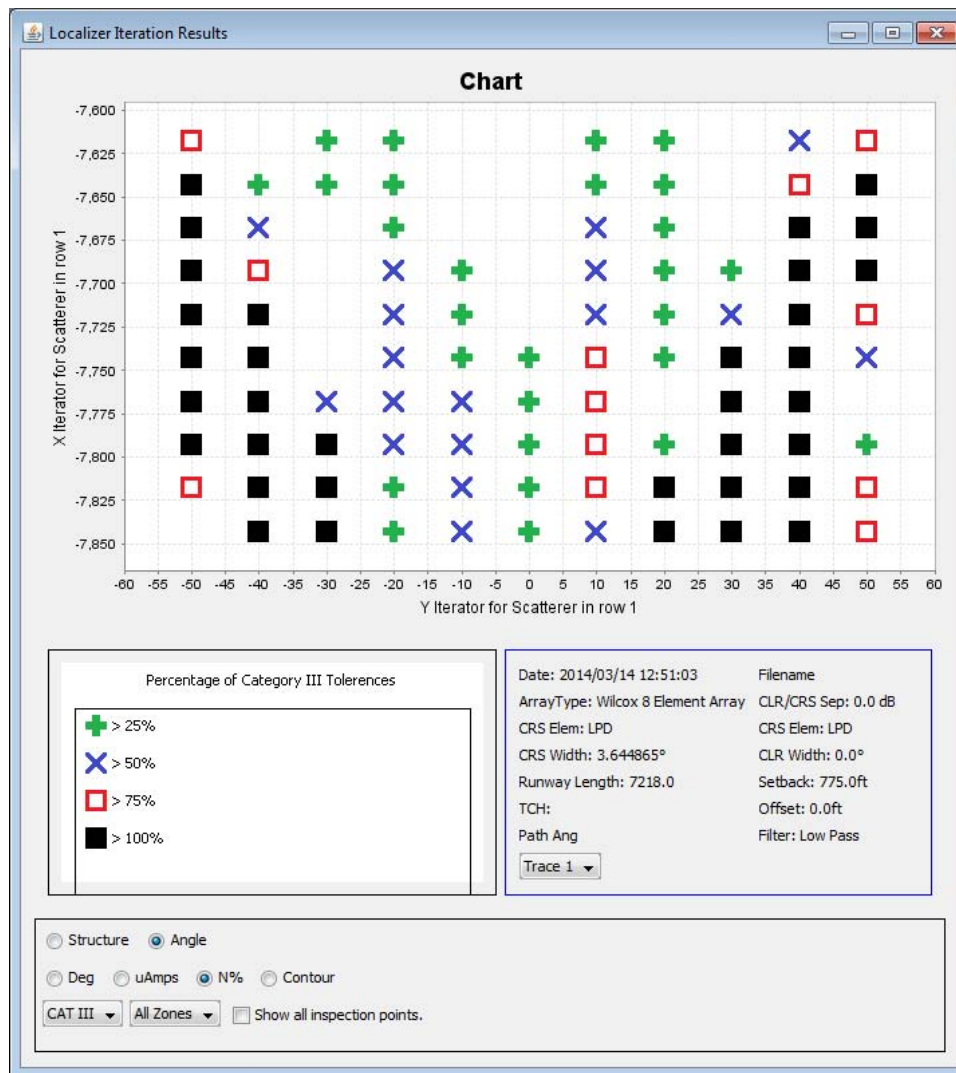 Localizer Iteration Results
Chart
X Iterator for Scatterer in row 1
-7,600
-7,625
-7,650
-7,675
-7,700
-7,725
-7,750
-7,775
-7,800
-7,825
-7,850
-60 -55 -50 -45 -40 -35 -30 -25 -20 -15 -10 -5 0 5 10 15 20 25 30 35 40 45 50 55 60
Y Iterator for Scatterer in row 1
Percentage of Category III Tolerences
> 25%
> 50%
> 75%
> 100%
Date: 2014/03/14 12:51:03 Filename
ArrayType: Wilcox 8 Element Array CLR/CRS Sep: 0.0 dB
CRS Elem: LPD CRS Elem: LPD
CRS Width: 3.644865° CLR Width: 0.0°
Runway Length: 7218.0 Setback: 775.0ft
TCH: Offset: 0.0ft
Path Ang Filter: Low Pass
Trace 1
Structure Angle
Deg uAmps N% Contour
CAT III All Zones Show all inspection points.